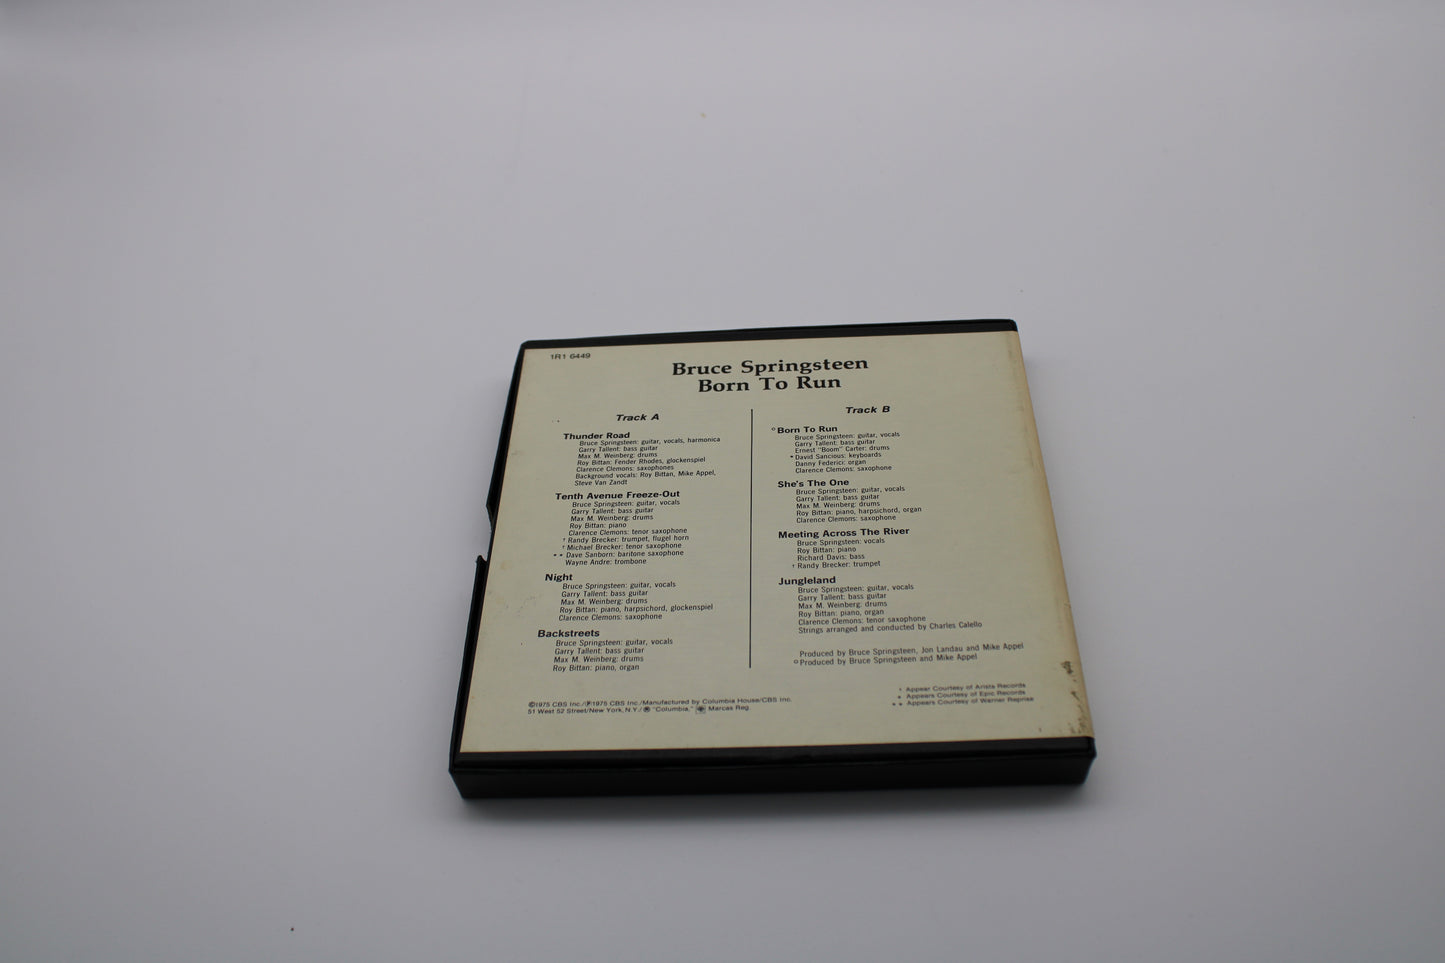 1R1 6449
Bruce Springsteen
Born To Run
Track A
Thunder Road
Bruce Springsteen: guitar, vocals, harmonica
Garry Tallent: bass guitar
Max M. Weinberg: drums
Roy Bittan: Fender Rhodes, glockenspiel
Clarence Clemons: saxophones
Background vocals: Roy Bittan, Mike Appel,
Steve Van Zandt
Tenth Avenue Freeze-Out
Bruce Springsteen: guitar, vocals
Garry Tallent: bass guitar
Max M. Weinberg: drums
Roy Bittan: piano
Clarence Clemons: tenor saxophone
† Randy Brecker: trumpet, flugel horn
† Michael Brecker: tenor saxophone
* * Dave Sanborn: baritone saxophone
Wayne Andre: trombone
Night
Bruce Springsteen: guitar, vocals
Garry Tallent: bass guitar
Max M. Weinberg: drums
Roy Bittan: piano, harpsichord, glockenspiel
Clarence Clemons: saxophone
Backstreets
Bruce Springsteen: guitar, vocals
Garry Tallent: bass guitar
Max M. Weinberg: drums
Roy Bittan: piano, organ
Track B
° Born To Run
Bruce Springsteen: guitar, vocals
Garry Tallent: bass guitar
Ernest "Boom" Carter: drums
* David Sancious: keyboards
Danny Federici: organ
Clarence Clemons: saxophone
She's The One
Bruce Springsteen: guitar, vocals
Garry Tallent: bass guitar
Max M. Weinberg: drums
Roy Bittan: piano, harpsichord, organ
Clarence Clemons: saxophone
Meeting Across The River
Bruce Springsteen: vocals
Roy Bittan: piano
Richard Davis: bass
† Randy Brecker: trumpet
Jungleland
Bruce Springsteen: guitar, vocals
Garry Tallent: bass guitar
Max M. Weinberg: drums
Roy Bittan: piano, organ
Clarence Clemons: tenor saxophone
Strings arranged and conducted by Charles Calello
Produced by Bruce Springsteen, Jon Landau and Mike Appel
° Produced by Bruce Springsteen and Mike Appel
† Appear Courtesy of Arista Records
* Appears Courtesy of Epic Records
* * Appears Courtesy of Warner Reprise
©1975 CBS Inc./℗1975 CBS Inc./Manufactured by Columbia House/CBS Inc.
51 West 52 Street/New York, N.Y./ "Columbia," Marcas Reg.